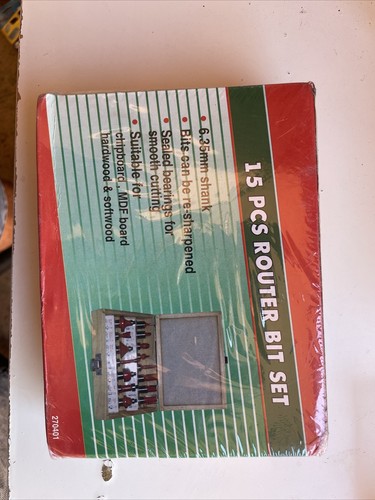 15 PCS ROUTER BIT SET
• 6.35mm shank
• Bits can be re-sharpened
• Sealed bearings for
smooth cutting
• Suitable for
chipboard , MDF board
hardwood & softwood
270401